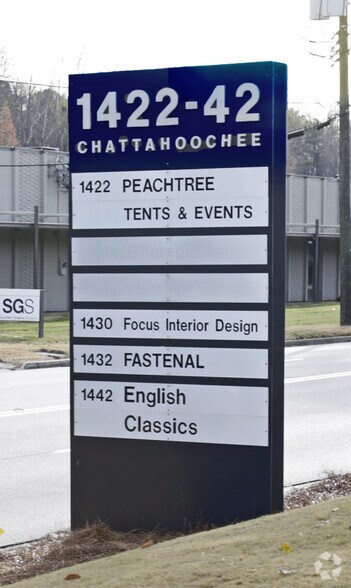 1422-42
CHATTAHOOCHEE
1422 PEACHTREE
TENTS & EVENTS
1430 Focus Interior Design
1432 FASTENAL
1442 English
Classics
SGS